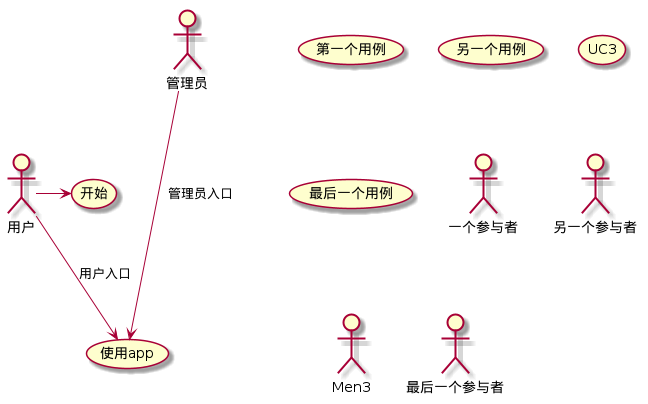 第一个用例
另一个用例
UC3
管理员
管理员入口
开始
最后一个用例
用户
一个参与者
另一个参与者
用户入口
使用app
Men3
最后一个参与者